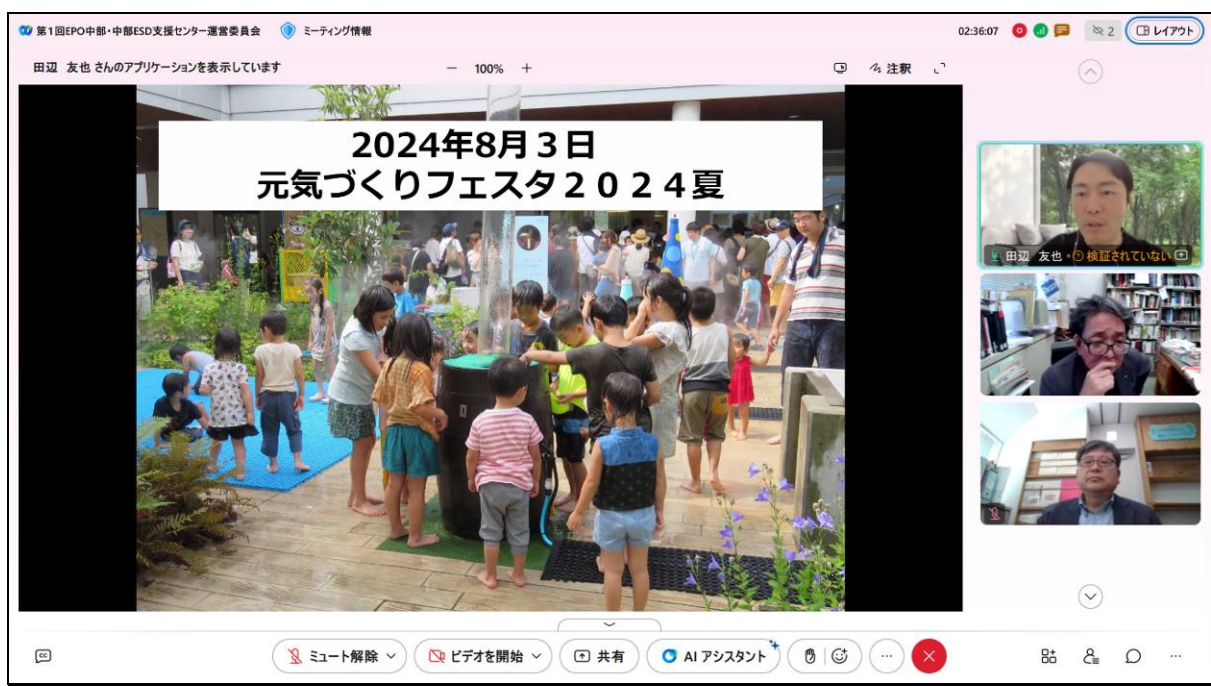 第1回EPO中部・中部ESD支援センター運営委員会
ミーティング情報
02:36:07
2
レイアウト
田辺 友也 さんのアプリケーションを表示しています
− 100% +
注釈
2024年8月3日
元気づくりフェスタ2024夏
田辺 友也・検証されていない
CC
ミュート解除
ビデオを開始
共有
AI アシスタント